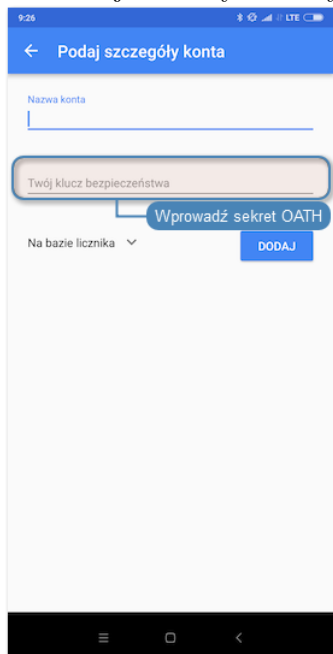 9:26 LTE
Podaj szczegóły konta
Nazwa konta
Twój klucz bezpieczeństwa
Wprowadź sekret OATH
Na bazie licznika DODAJ